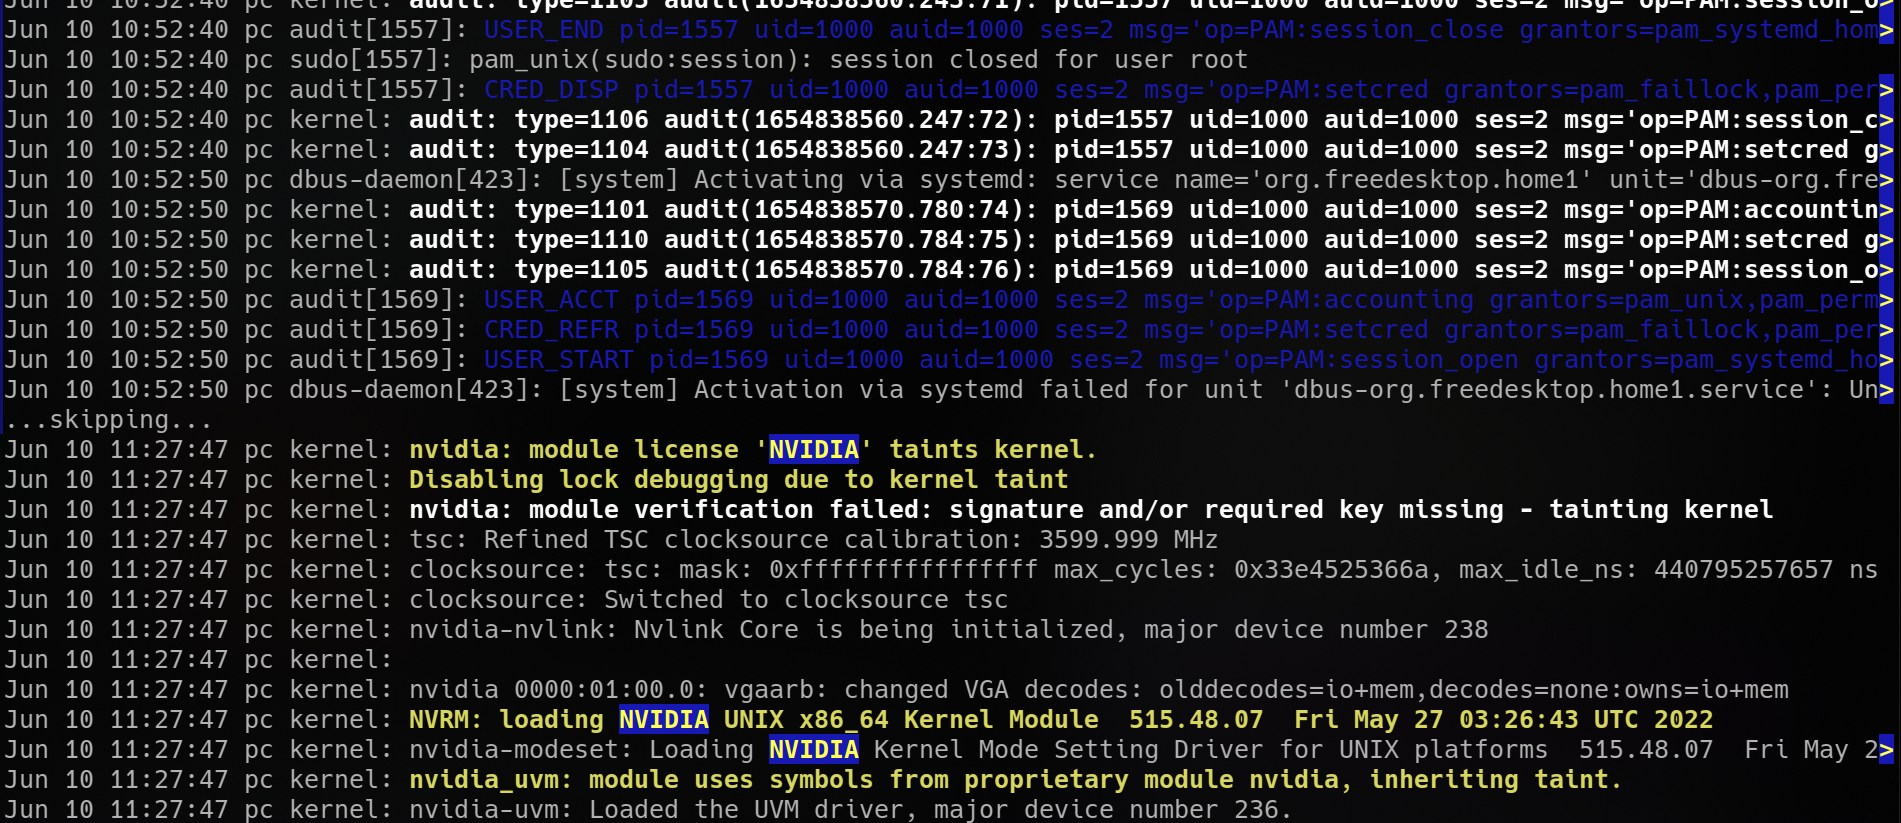 Jun 10 10:52:40 pc kernel: audit: type=1105 audit(1654838560.243:71): pid=1557 uid=1000 auid=1000 ses=2 msg='op=PAM:session_o>
Jun 10 10:52:40 pc audit[1557]: USER_END pid=1557 uid=1000 auid=1000 ses=2 msg='op=PAM:session_close grantors=pam_systemd_hom>
Jun 10 10:52:40 pc sudo[1557]: pam_unix(sudo:session): session closed for user root
Jun 10 10:52:40 pc audit[1557]: CRED_DISP pid=1557 uid=1000 auid=1000 ses=2 msg='op=PAM:setcred grantors=pam_faillock,pam_per>
Jun 10 10:52:40 pc kernel: audit: type=1106 audit(1654838560.247:72): pid=1557 uid=1000 auid=1000 ses=2 msg='op=PAM:session_c>
Jun 10 10:52:40 pc kernel: audit: type=1104 audit(1654838560.247:73): pid=1557 uid=1000 auid=1000 ses=2 msg='op=PAM:setcred g>
Jun 10 10:52:50 pc dbus-daemon[423]: [system] Activating via systemd: service name='org.freedesktop.home1' unit='dbus-org.fre>
Jun 10 10:52:50 pc kernel: audit: type=1101 audit(1654838570.780:74): pid=1569 uid=1000 auid=1000 ses=2 msg='op=PAM:accountin>
Jun 10 10:52:50 pc kernel: audit: type=1110 audit(1654838570.784:75): pid=1569 uid=1000 auid=1000 ses=2 msg='op=PAM:setcred g>
Jun 10 10:52:50 pc kernel: audit: type=1105 audit(1654838570.784:76): pid=1569 uid=1000 auid=1000 ses=2 msg='op=PAM:session_o>
Jun 10 10:52:50 pc audit[1569]: USER_ACCT pid=1569 uid=1000 auid=1000 ses=2 msg='op=PAM:accounting grantors=pam_unix,pam_perm>
Jun 10 10:52:50 pc audit[1569]: CRED_REFR pid=1569 uid=1000 auid=1000 ses=2 msg='op=PAM:setcred grantors=pam_faillock,pam_per>
Jun 10 10:52:50 pc audit[1569]: USER_START pid=1569 uid=1000 auid=1000 ses=2 msg='op=PAM:session_open grantors=pam_systemd_ho>
Jun 10 10:52:50 pc dbus-daemon[423]: [system] Activation via systemd failed for unit 'dbus-org.freedesktop.home1.service': Un>
...skipping...
Jun 10 11:27:47 pc kernel: nvidia: module license 'NVIDIA' taints kernel.
Jun 10 11:27:47 pc kernel: Disabling lock debugging due to kernel taint
Jun 10 11:27:47 pc kernel: nvidia: module verification failed: signature and/or required key missing - tainting kernel
Jun 10 11:27:47 pc kernel: tsc: Refined TSC clocksource calibration: 3599.999 MHz
Jun 10 11:27:47 pc kernel: clocksource: tsc: mask: 0xffffffffffffffff max_cycles: 0x33e4525366a, max_idle_ns: 440795257657 ns
Jun 10 11:27:47 pc kernel: clocksource: Switched to clocksource tsc
Jun 10 11:27:47 pc kernel: nvidia-nvlink: Nvlink Core is being initialized, major device number 238
Jun 10 11:27:47 pc kernel:
Jun 10 11:27:47 pc kernel: nvidia 0000:01:00.0: vgaarb: changed VGA decodes: olddecodes=io+mem,decodes=none:owns=io+mem
Jun 10 11:27:47 pc kernel: NVRM: loading NVIDIA UNIX x86_64 Kernel Module  515.48.07  Fri May 27 03:26:43 UTC 2022
Jun 10 11:27:47 pc kernel: nvidia-modeset: Loading NVIDIA Kernel Mode Setting Driver for UNIX platforms  515.48.07  Fri May 2>
Jun 10 11:27:47 pc kernel: nvidia_uvm: module uses symbols from proprietary module nvidia, inheriting taint.
Jun 10 11:27:47 pc kernel: nvidia-uvm: Loaded the UVM driver, major device number 236.